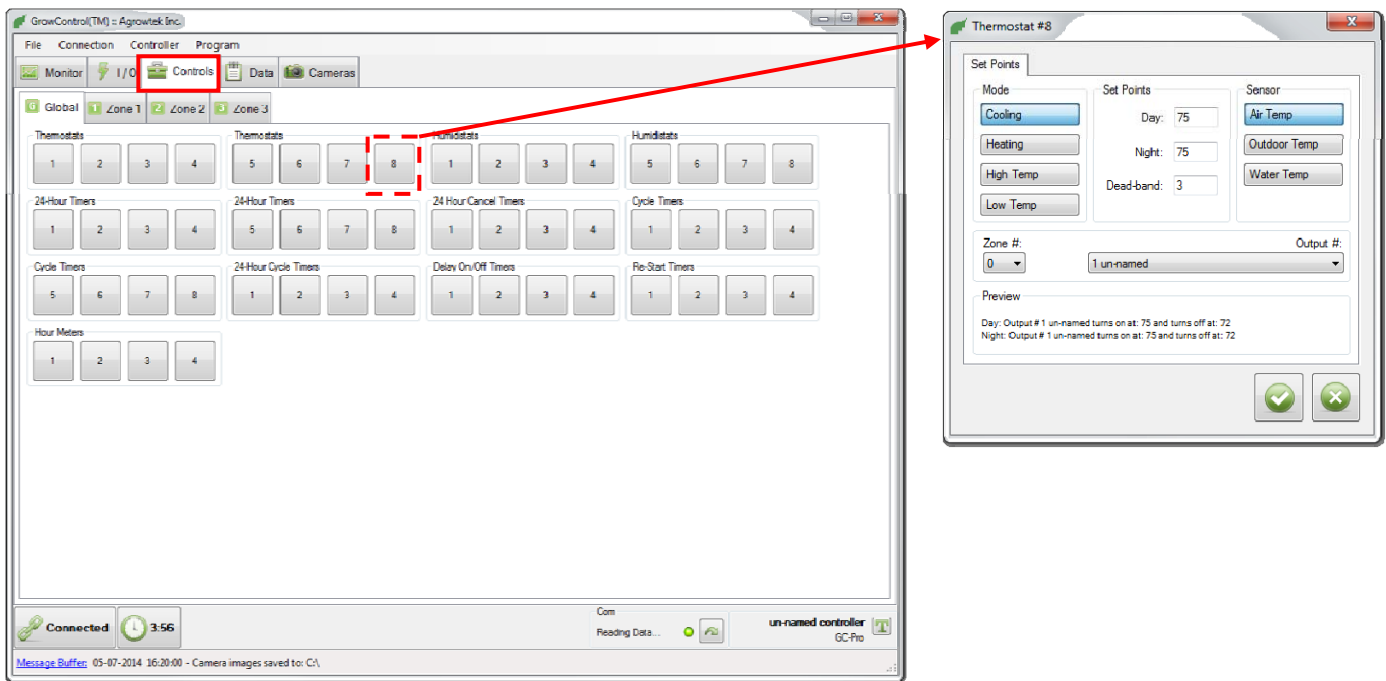 GrowControl(TM) :: Agrowtek Inc.
File Connection Controller Program
Monitor I/O Controls Data Cameras
G Global 1 Zone 1 2 Zone 2 3 Zone 3
Thermostats Thermostats Humidistats Humidistats
1 2 3 4 5 6 7 8 1 2 3 4 5 6 7 8
24-Hour Timers 24-Hour Timers 24 Hour Cancel Timers Cycle Timers
1 2 3 4 5 6 7 8 1 2 3 4 1 2 3 4
Cycle Timers 24-Hour Cycle Timers Delay On/Off Timers Re-Start Timers
5 6 7 8 1 2 3 4 1 2 3 4 1 2 3 4
Hour Meters
1 2 3 4
Connected 3:56
Com
Reading Data...
un-named controller
GC-Pro
T
Message Buffer: 05-07-2014 16:20:00 - Camera images saved to: C:\
Thermostat #8
Set Points
Mode Set Points Sensor
Cooling Day: 75 Air Temp
Heating Night: 75 Outdoor Temp
High Temp Dead-band: 3 Water Temp
Low Temp
Zone #: Output #:
0 1 un-named
Preview
Day: Output # 1 un-named turns on at: 75 and turns off at: 72
Night: Output # 1 un-named turns on at: 75 and turns off at: 72